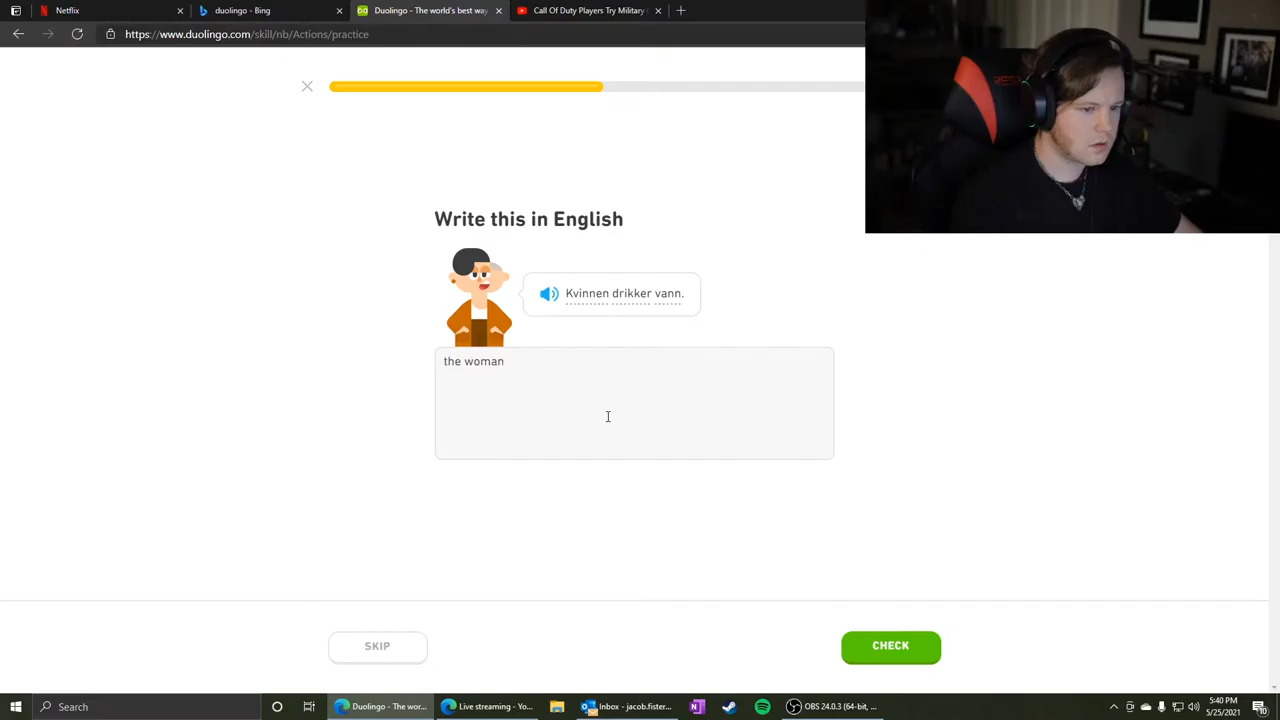 Netflix
duolingo - Bing
Duolingo - The world's best way
Call Of Duty Players Try Military
https://www.duolingo.com/skill/nb/Actions/practice
Write this in English
Kvinnen drikker vann.
the woman
SKIP
CHECK
Search
Duolingo - The wor...
Live streaming - Yo...
Inbox - jacob.fister...
OBS 24.0.3 (64-bit, ...
5:40 PM
5/25/2021